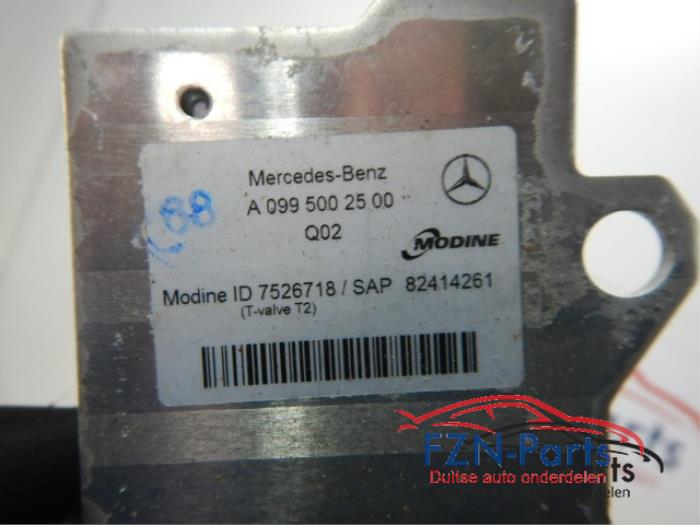 Mercedes-Benz
A 099 500 25 00
Q02
MODINE
68
Modine ID 7526718 / SAP 82414261
(T-valve T2)
FZN-Parts
Duitse auto onderdelen